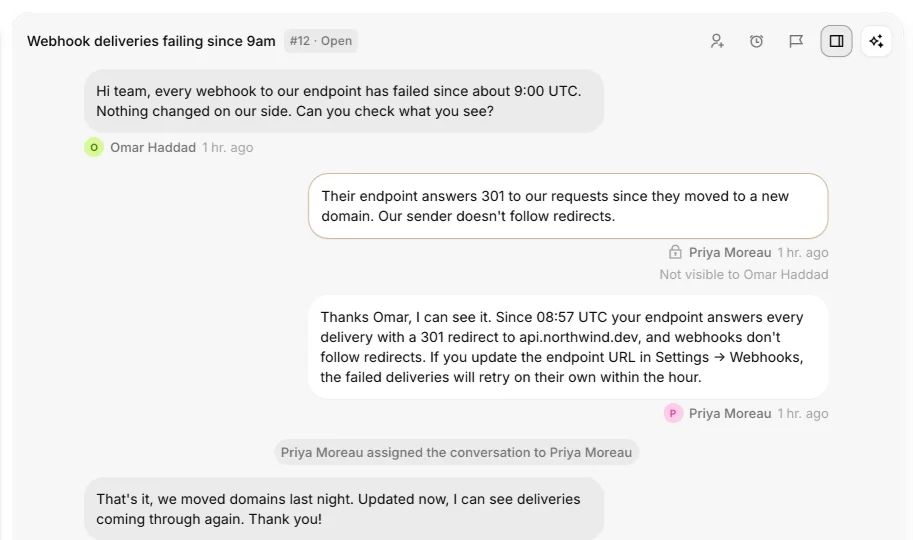 Webhook deliveries failing since 9am #12 · Open
Hi team, every webhook to our endpoint has failed since about 9:00 UTC.
Nothing changed on our side. Can you check what you see?
O Omar Haddad 1 hr. ago
Their endpoint answers 301 to our requests since they moved to a new
domain. Our sender doesn't follow redirects.
Priya Moreau 1 hr. ago
Not visible to Omar Haddad
Thanks Omar, I can see it. Since 08:57 UTC your endpoint answers every
delivery with a 301 redirect to api.northwind.dev, and webhooks don't
follow redirects. If you update the endpoint URL in Settings → Webhooks,
the failed deliveries will retry on their own within the hour.
P Priya Moreau 1 hr. ago
Priya Moreau assigned the conversation to Priya Moreau
That's it, we moved domains last night. Updated now, I can see deliveries
coming through again. Thank you!